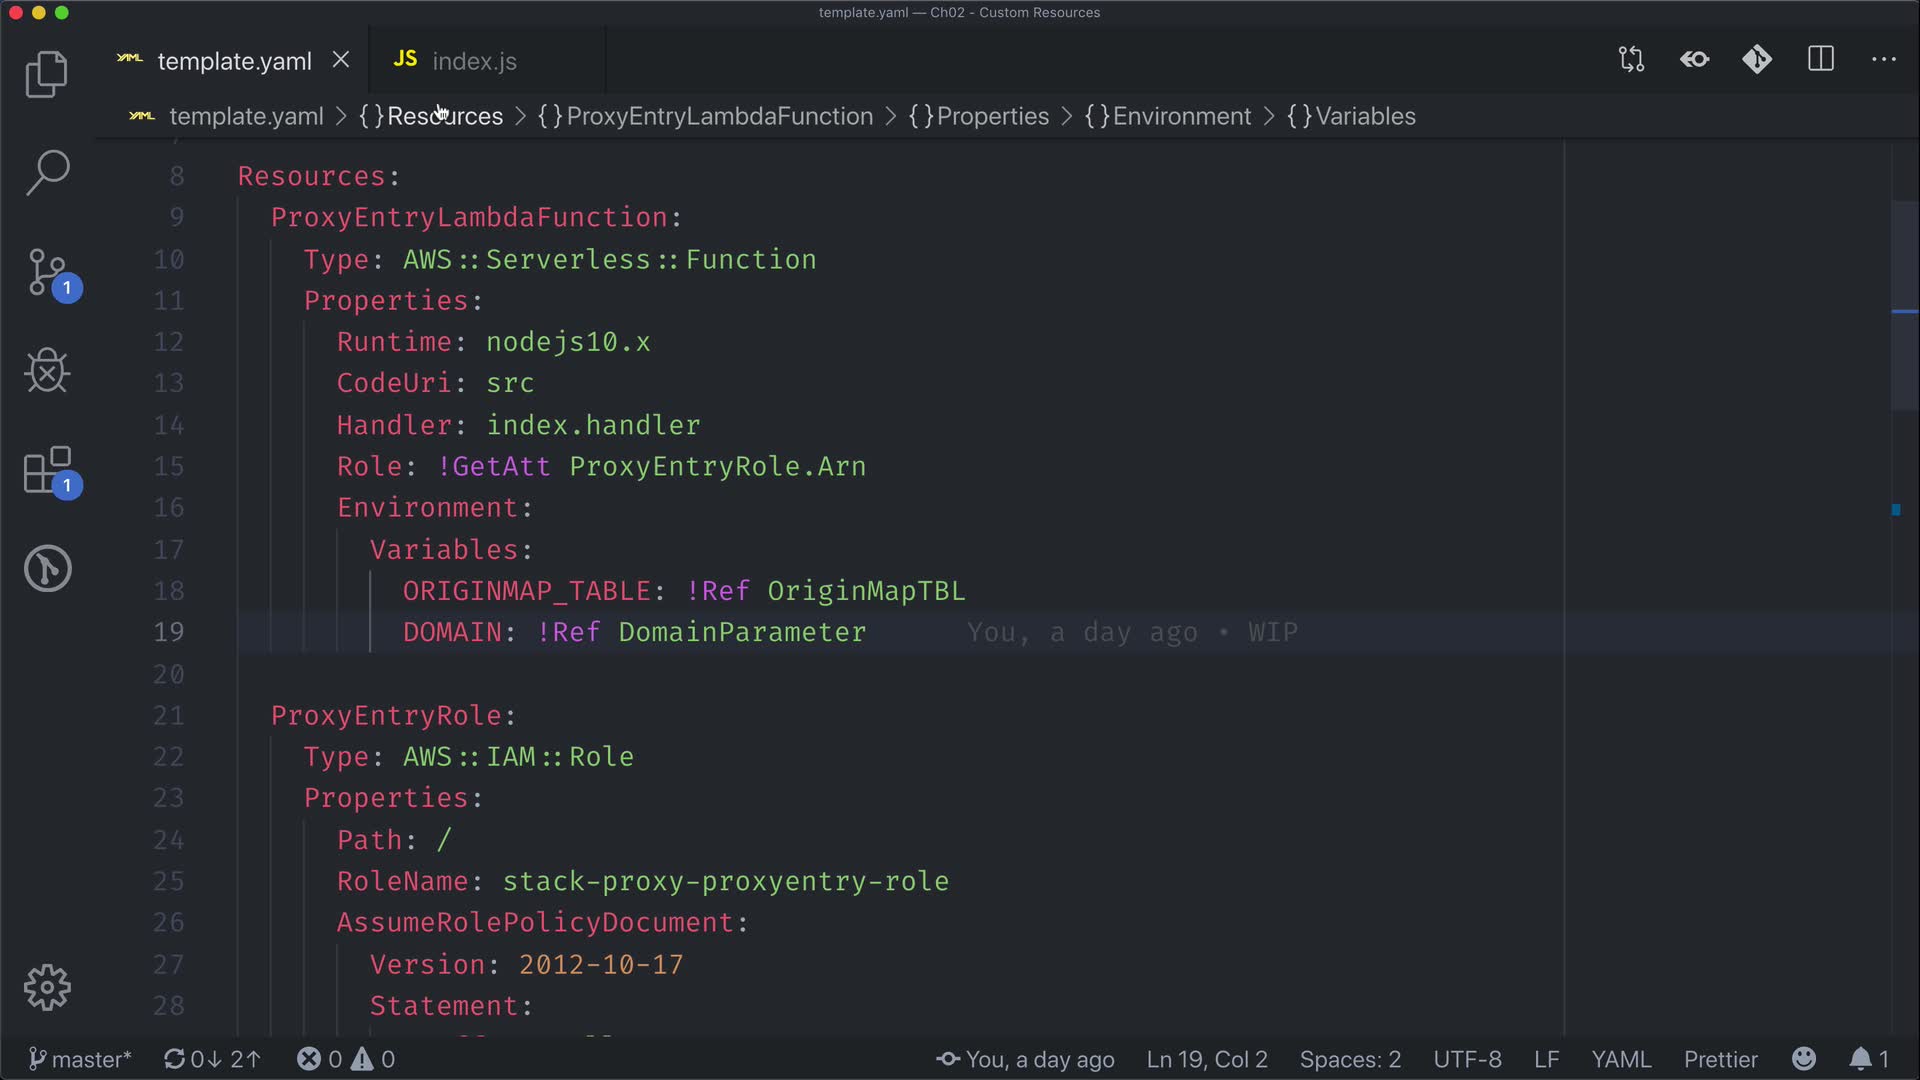 template.yaml — Ch02 - Custom Resources
YAML template.yaml
JS index.js
YAML template.yaml > {} Resources > {} ProxyEntryLambdaFunction > {} Properties > {} Environment > {} Variables
8 Resources:
9 ProxyEntryLambdaFunction:
10 Type: AWS::Serverless::Function
11 Properties:
12 Runtime: nodejs10.x
13 CodeUri: src
14 Handler: index.handler
15 Role: !GetAtt ProxyEntryRole.Arn
16 Environment:
17 Variables:
18 ORIGINMAP_TABLE: !Ref OriginMapTBL
19 DOMAIN: !Ref DomainParameter You, a day ago • WIP
20
21 ProxyEntryRole:
22 Type: AWS::IAM::Role
23 Properties:
24 Path: /
25 RoleName: stack-proxy-proxyentry-role
26 AssumeRolePolicyDocument:
27 Version: 2012-10-17
28 Statement:
1
1
master* 0↓ 2↑ 0 0 You, a day ago Ln 19, Col 2 Spaces: 2 UTF-8 LF YAML Prettier 1